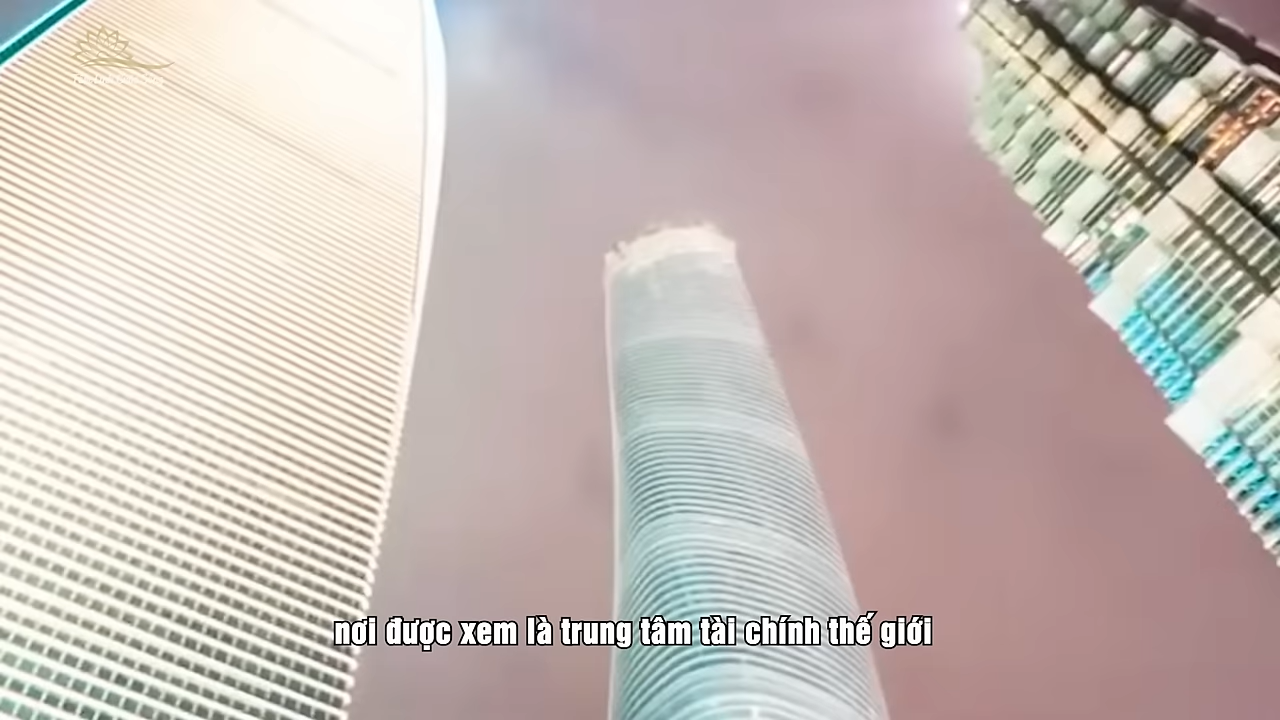 nơi được xem là trung tâm tài chính thế giới